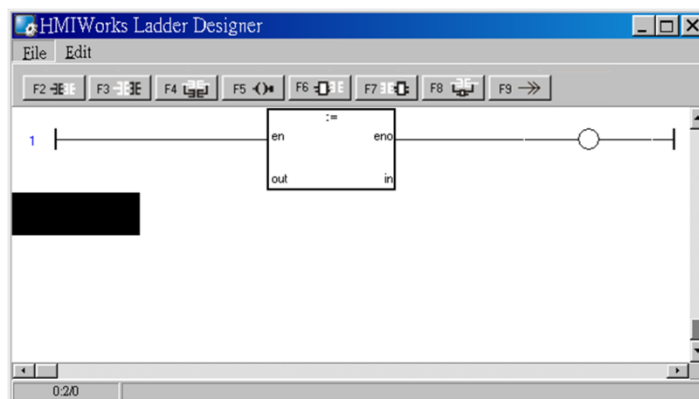 HMIWorks Ladder Designer
File Edit
F2 F3 F4 F5 F6 F7 F8 F9
:=
1 en eno
out in
0:2/0